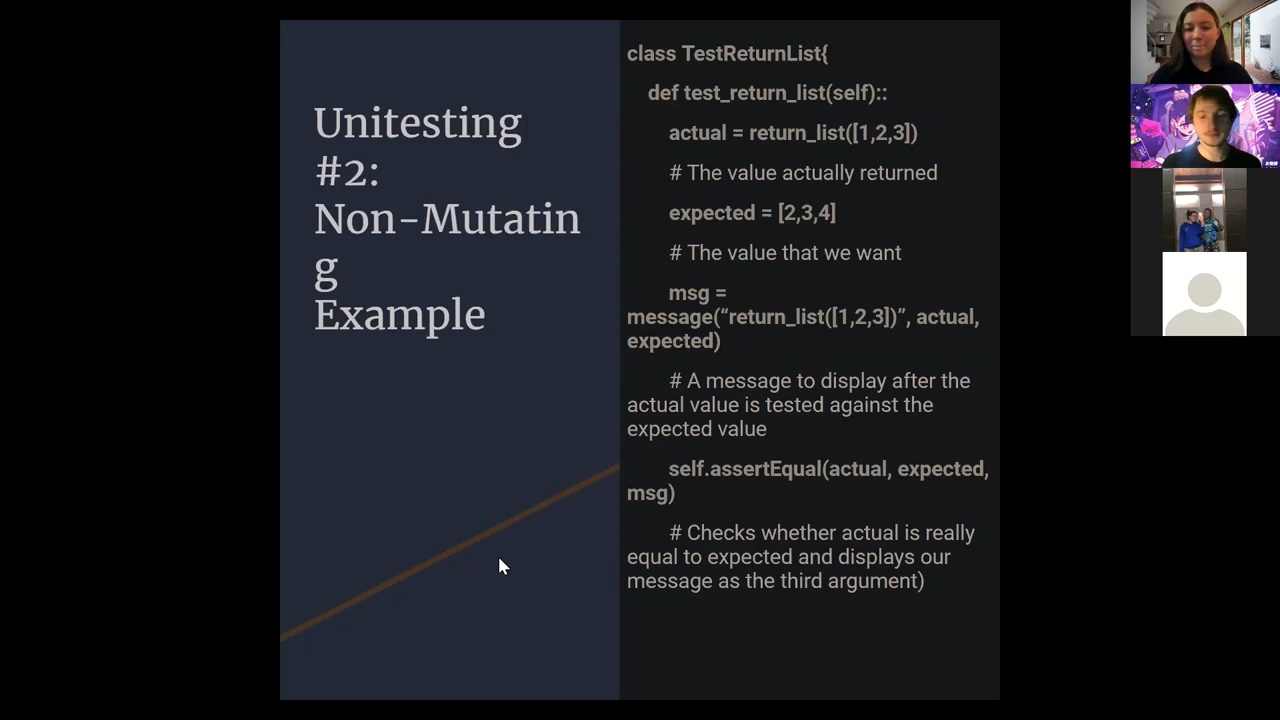 Unitesting
#2:
Non-Mutatin
g
Example
class TestReturnList{
def test_return_list(self)::
actual = return_list([1,2,3])
# The value actually returned
expected = [2,3,4]
# The value that we want
msg =
message(“return_list([1,2,3])”, actual,
expected)
# A message to display after the
actual value is tested against the
expected value
self.assertEqual(actual, expected,
msg)
# Checks whether actual is really
equal to expected and displays our
message as the third argument)